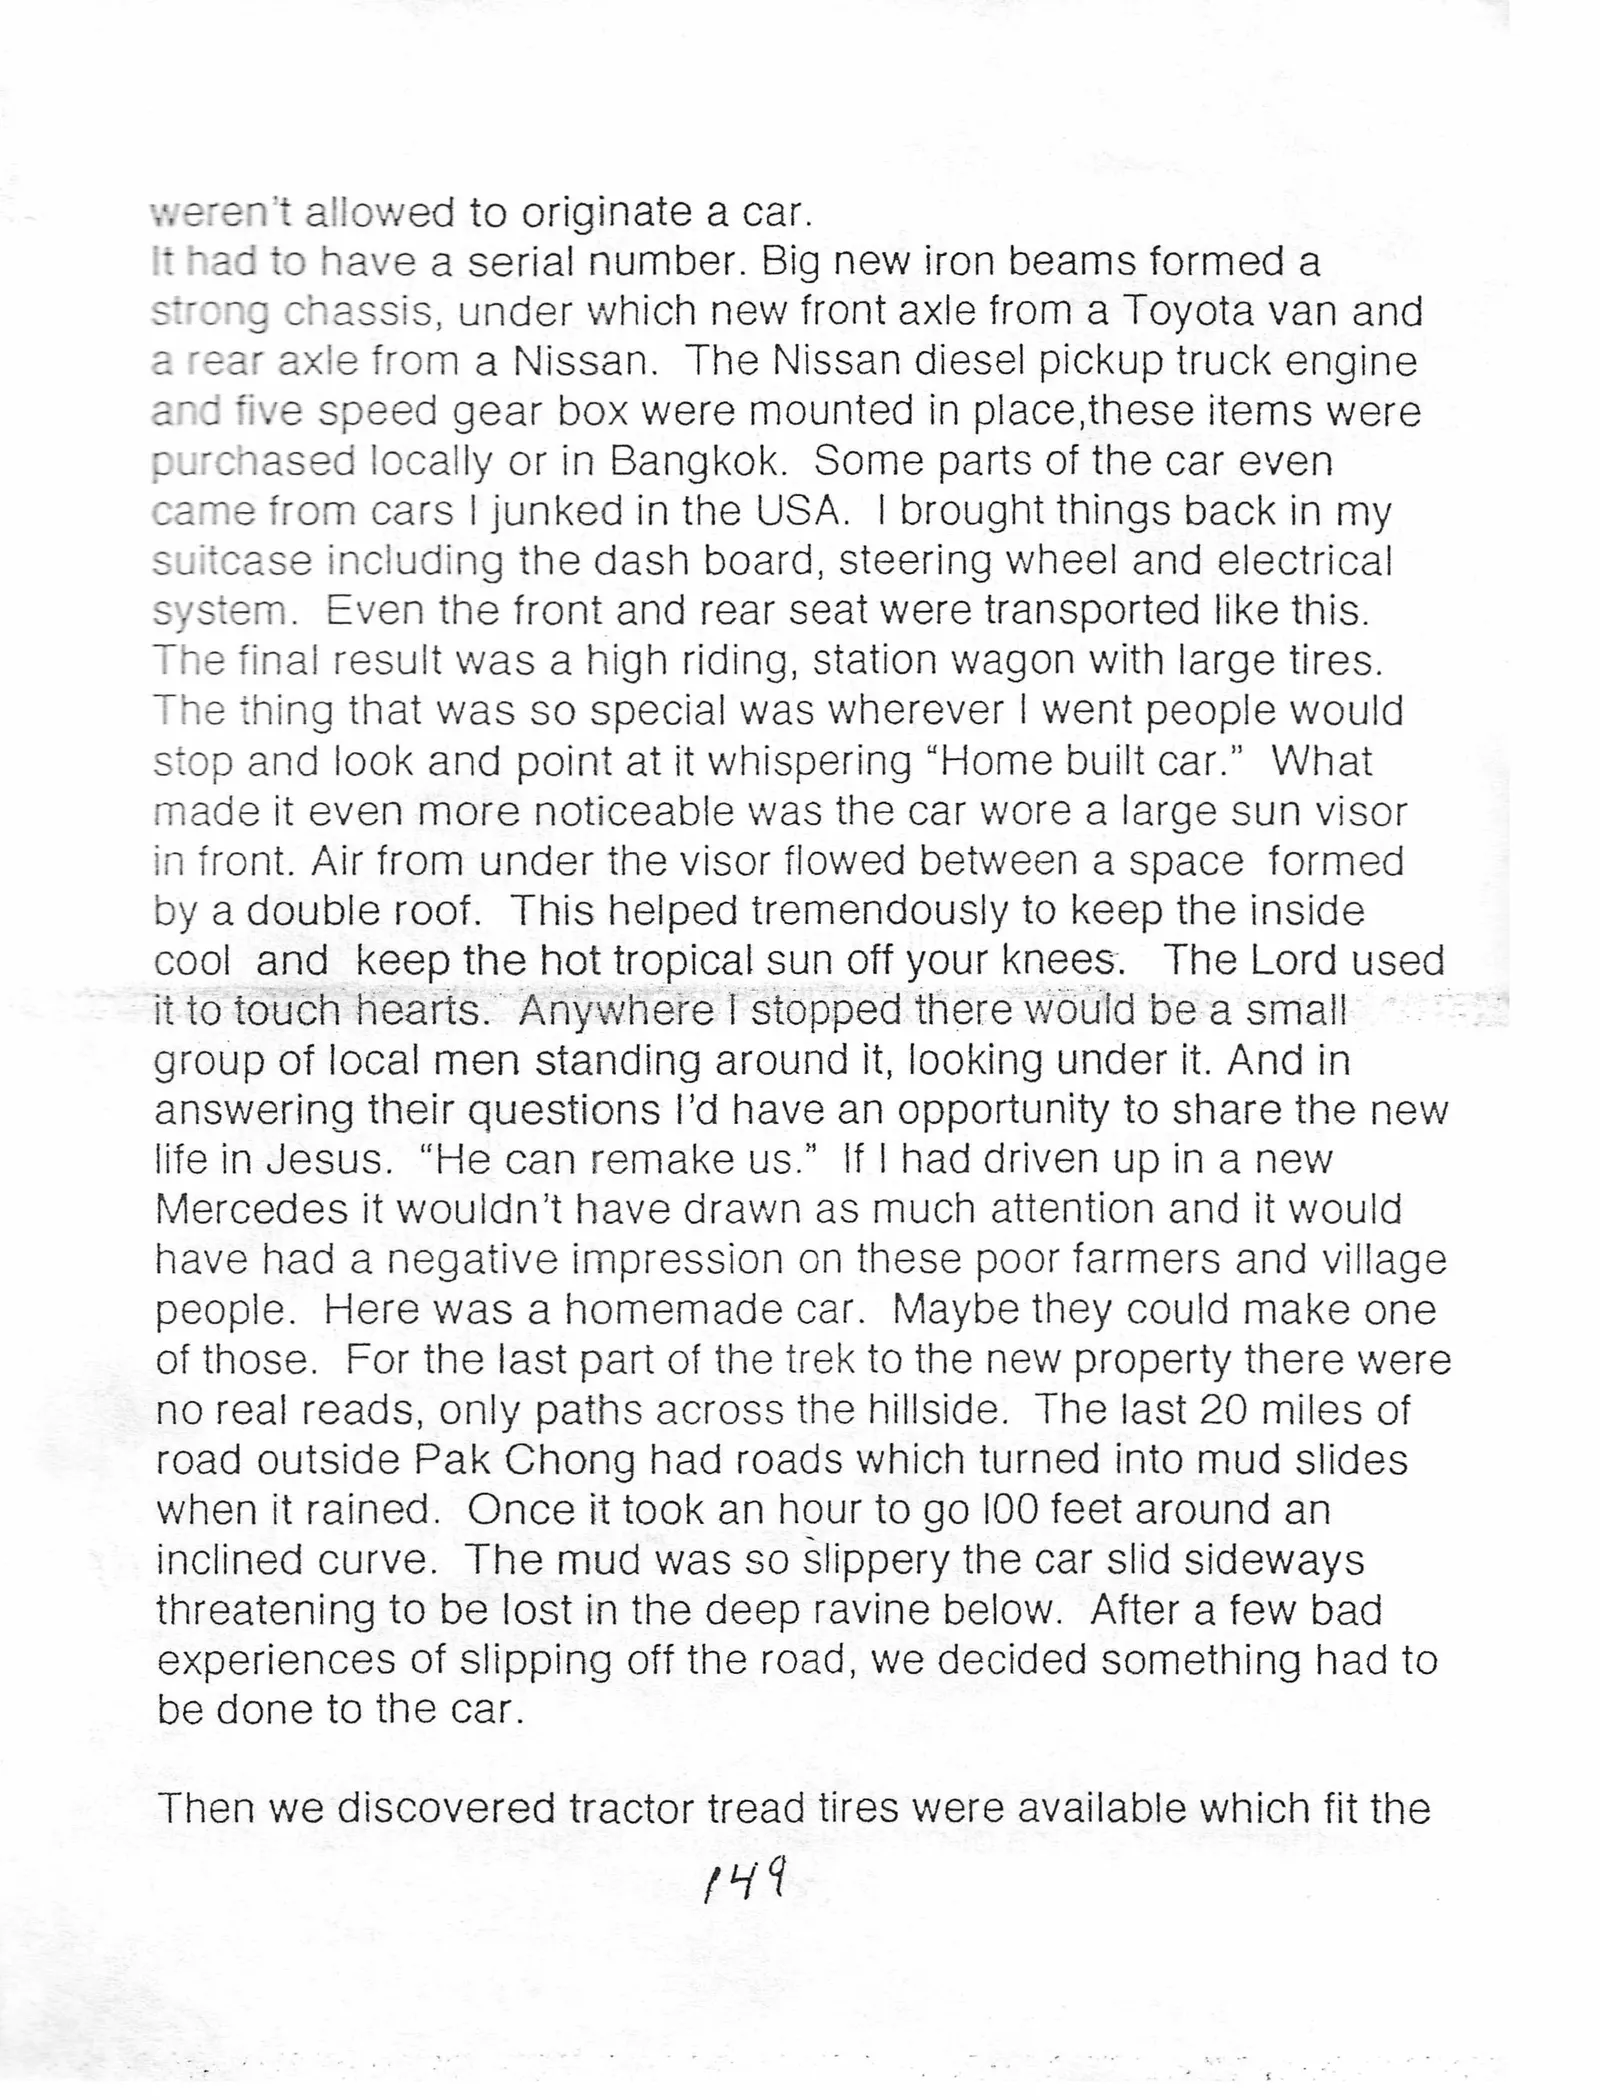 weren't allowed to originate a car.
It had to have a serial number. Big new iron beams formed a
strong chassis, under which new front axle from a Toyota van and
a rear axle from a Nissan. The Nissan diesel pickup truck engine
and five speed gear box were mounted in place,these items were
purchased locally or in Bangkok. Some parts of the car even
came from cars I junked in the USA. I brought things back in my
suitcase including the dash board, steering wheel and electrical
system. Even the front and rear seat were transported like this.
The final result was a high riding, station wagon with large tires.
The thing that was so special was wherever I went people would
stop and look and point at it whispering “Home built car.” What
made it even more noticeable was the car wore a large sun visor
in front. Air from under the visor flowed between a space formed
by a double roof. This helped tremendously to keep the inside
cool and keep the hot tropical sun off your knees. The Lord used
it to touch hearts. Anywhere I stopped there would be a small
group of local men standing around it, looking under it. And in
answering their questions I’d have an opportunity to share the new
life in Jesus. “He can remake us.” If I had driven up in a new
Mercedes it wouldn’t have drawn as much attention and it would
have had a negative impression on these poor farmers and village
people. Here was a homemade car. Maybe they could make one
of those. For the last part of the trek to the new property there were
no real reads, only paths across the hillside. The last 20 miles of
road outside Pak Chong had roads which turned into mud slides
when it rained. Once it took an hour to go l00 feet around an
inclined curve. The mud was so slippery the car slid sideways
threatening to be lost in the deep ravine below. After a few bad
experiences of slipping off the road, we decided something had to
be done to the car.
Then we discovered tractor tread tires were available which fit the
149